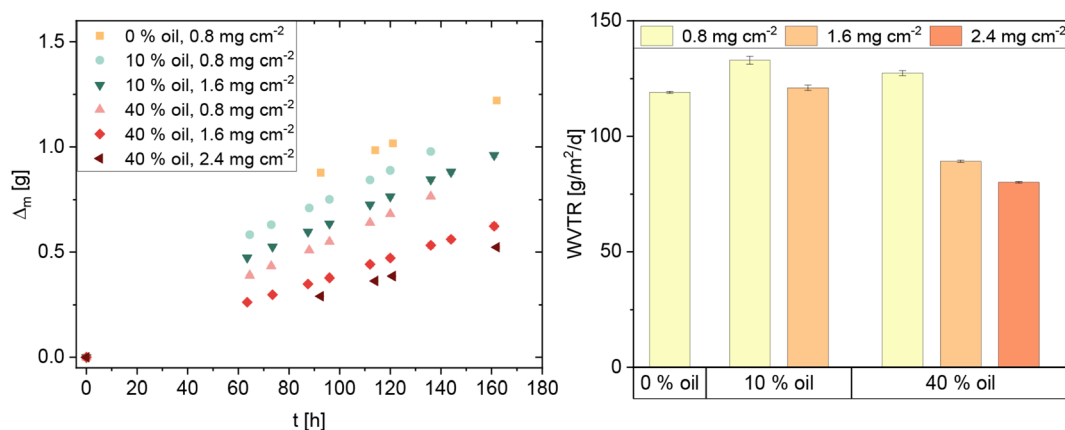 1.5
1.0
0.5
0.0
Δm [g]
0 % oil, 0.8 mg cm⁻²
10 % oil, 0.8 mg cm⁻²
10 % oil, 1.6 mg cm⁻²
40 % oil, 0.8 mg cm⁻²
40 % oil, 1.6 mg cm⁻²
40 % oil, 2.4 mg cm⁻²
0 20 40 60 80 100 120 140 160 180
t [h]
150
100
50
0
WVTR [g/m²/d]
0.8 mg cm⁻² 1.6 mg cm⁻² 2.4 mg cm⁻²
0 % oil 10 % oil 40 % oil